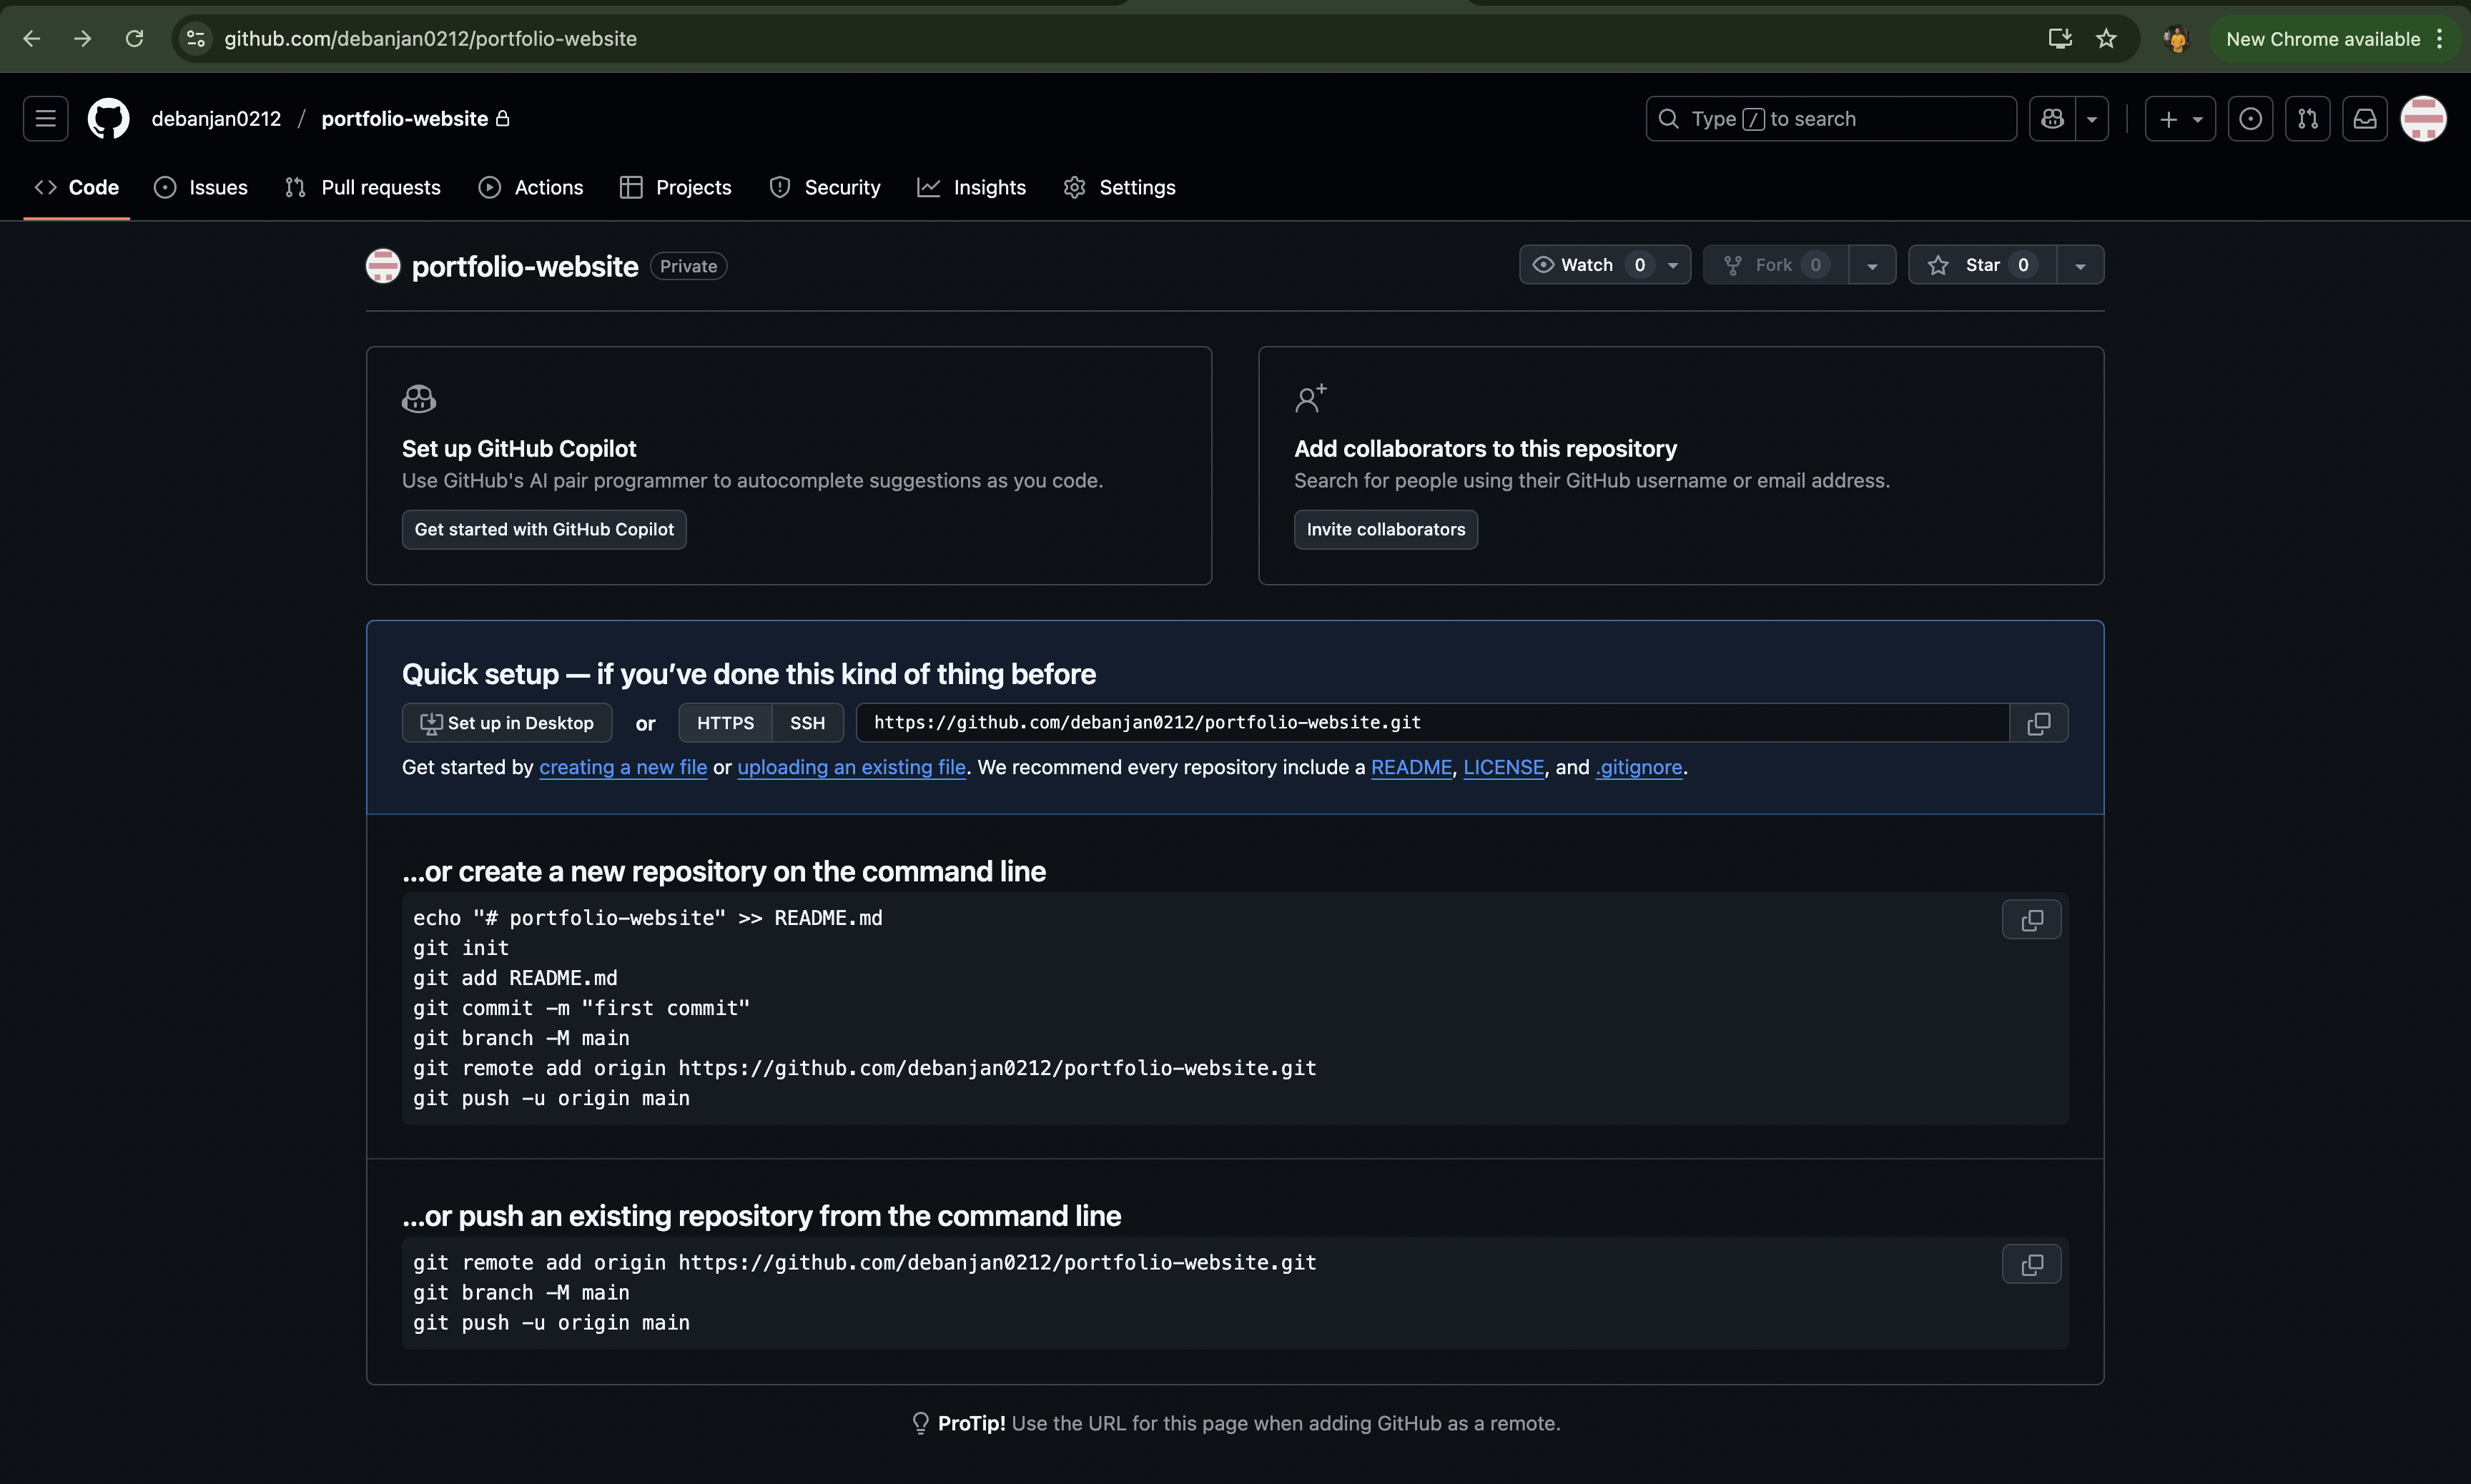 github.com/debanjan0212/portfolio-website
New Chrome available
debanjan0212 / portfolio-website
Type / to search
Code Issues Pull requests Actions Projects Security Insights Settings
portfolio-website Private
Watch 0 Fork 0 Star 0
Set up GitHub Copilot
Use GitHub's AI pair programmer to autocomplete suggestions as you code.
Get started with GitHub Copilot
Add collaborators to this repository
Search for people using their GitHub username or email address.
Invite collaborators
Quick setup — if you’ve done this kind of thing before
Set up in Desktop or HTTPS SSH https://github.com/debanjan0212/portfolio-website.git
Get started by creating a new file or uploading an existing file. We recommend every repository include a README, LICENSE, and .gitignore.
...or create a new repository on the command line
echo "# portfolio-website" >> README.md
git init
git add README.md
git commit -m "first commit"
git branch -M main
git remote add origin https://github.com/debanjan0212/portfolio-website.git
git push -u origin main
...or push an existing repository from the command line
git remote add origin https://github.com/debanjan0212/portfolio-website.git
git branch -M main
git push -u origin main
ProTip! Use the URL for this page when adding GitHub as a remote.